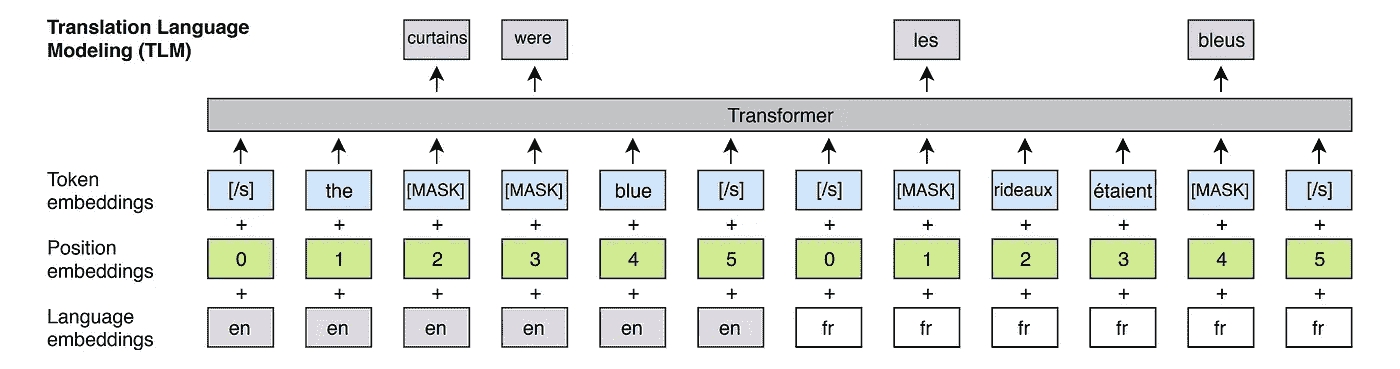 Translation Language
Modeling (TLM)
curtains were les bleus
Transformer
Token
embeddings
[/s] the [MASK] [MASK] blue [/s] [/s] [MASK] rideaux étaient [MASK] [/s]
+ + + + + + + + + + + +
Position
embeddings
0 1 2 3 4 5 0 1 2 3 4 5
+ + + + + + + + + + + +
Language
embeddings
en en en en en en fr fr fr fr fr fr